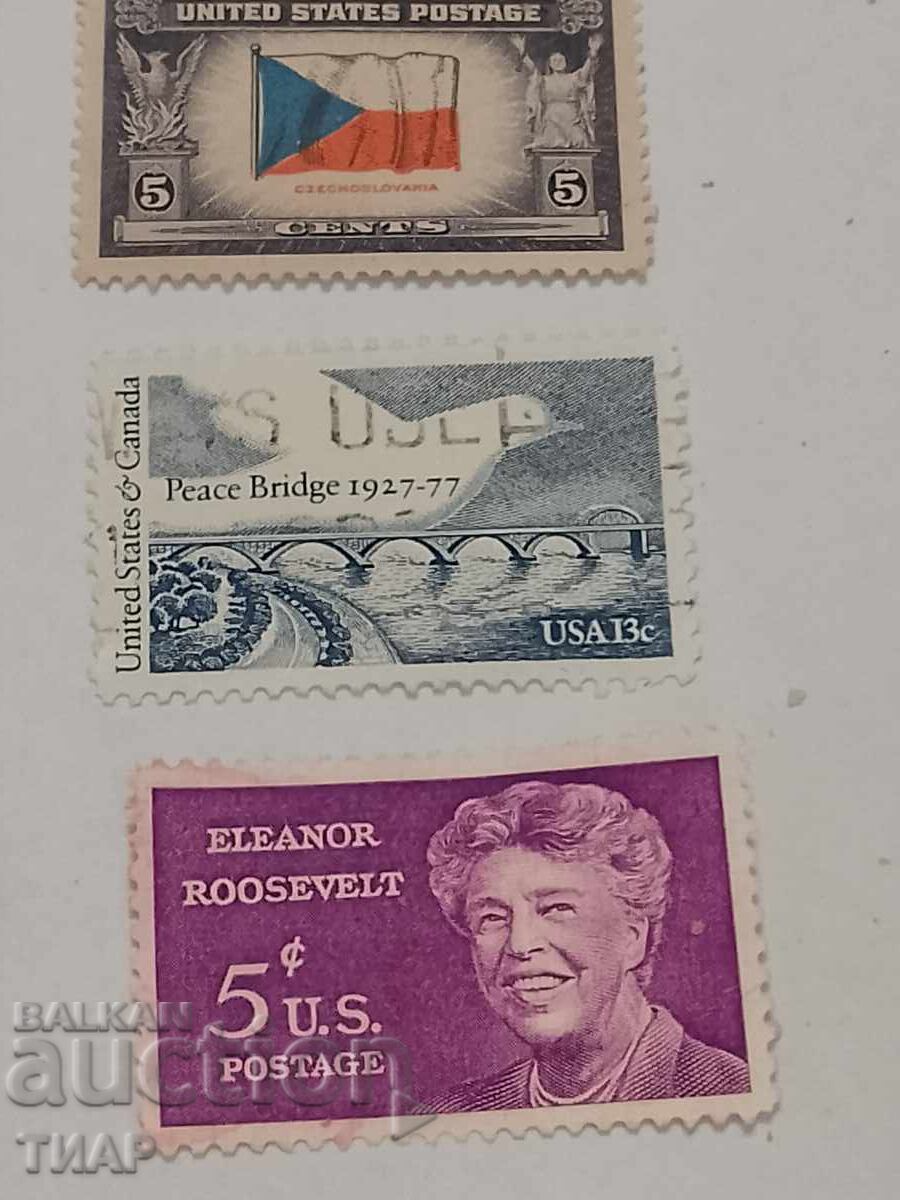 UNITED STATES POSTAGE
CZECHOSLOVAKIA
5 5
CENTS
United States & Canada
Peace Bridge 1927-77
USA 13c
ELEANOR
ROOSEVELT
5¢ U.S.
POSTAGE
BALKAN
auction
ТИАР